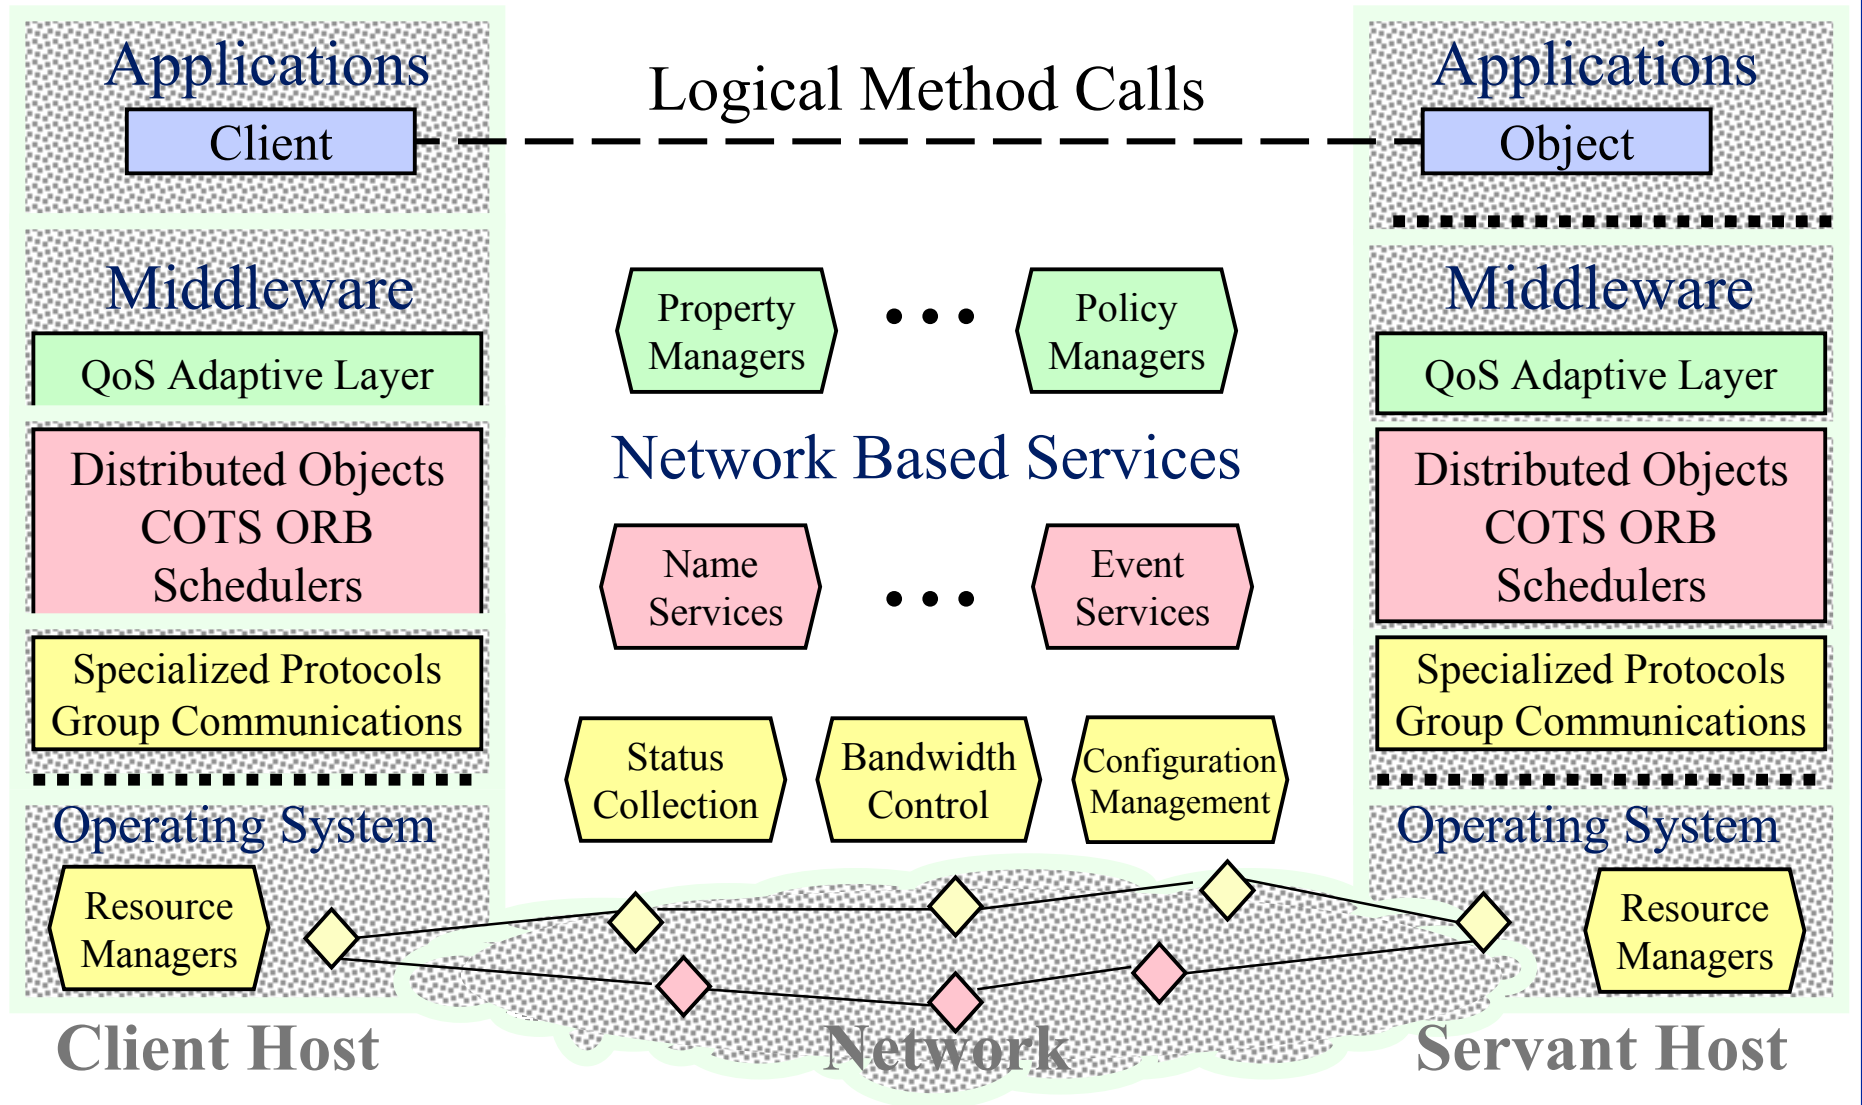 Applications
Client
Logical Method Calls
Applications
Object
Middleware
QoS Adaptive Layer
Distributed Objects
COTS ORB
Schedulers
Specialized Protocols
Group Communications
Operating System
Resource
Managers
Client Host
Property
Managers
Policy
Managers
Network Based Services
Name
Services
Event
Services
Status
Collection
Bandwidth
Control
Configuration
Management
Network
Middleware
QoS Adaptive Layer
Distributed Objects
COTS ORB
Schedulers
Specialized Protocols
Group Communications
Operating System
Resource
Managers
Servant Host